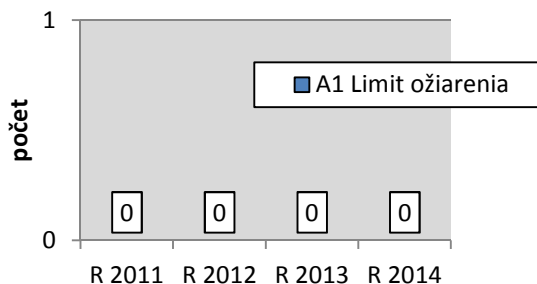 1
A1 Limit ožiarenia
počet
0 0 0 0
0
R 2011 R 2012 R 2013 R 2014